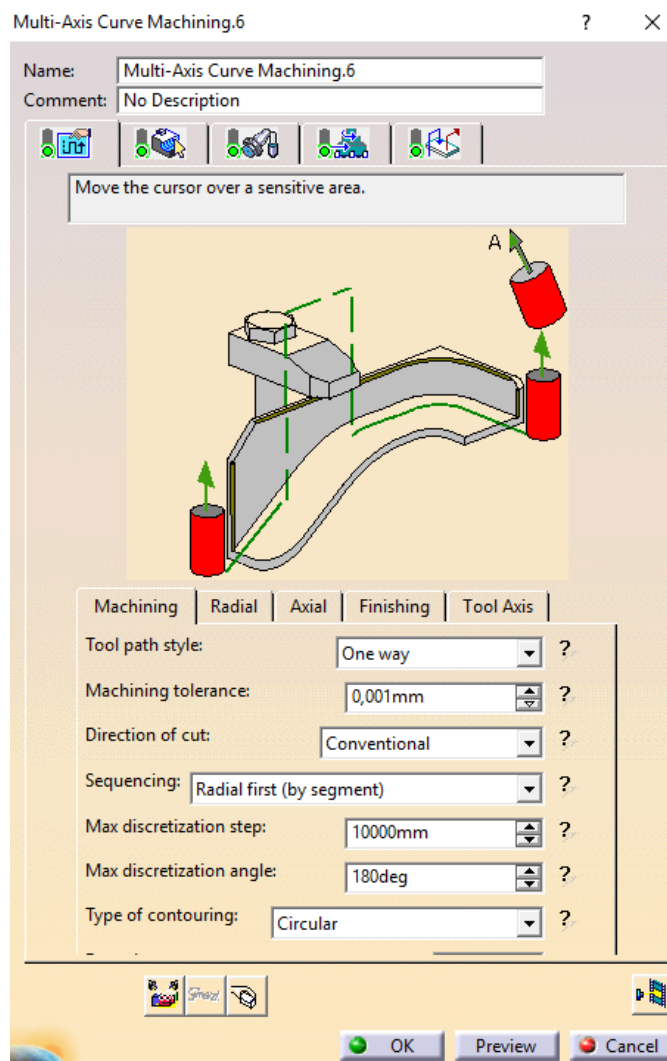 Multi-Axis Curve Machining.6 ? ×
Name: Multi-Axis Curve Machining.6
Comment: No Description
Move the cursor over a sensitive area.
A
Machining Radial Axial Finishing Tool Axis
Tool path style: One way ?
Machining tolerance: 0,001mm ?
Direction of cut: Conventional ?
Sequencing: Radial first (by segment) ?
Max discretization step: 10000mm ?
Max discretization angle: 180deg ?
Type of contouring: Circular ?
OK Preview Cancel